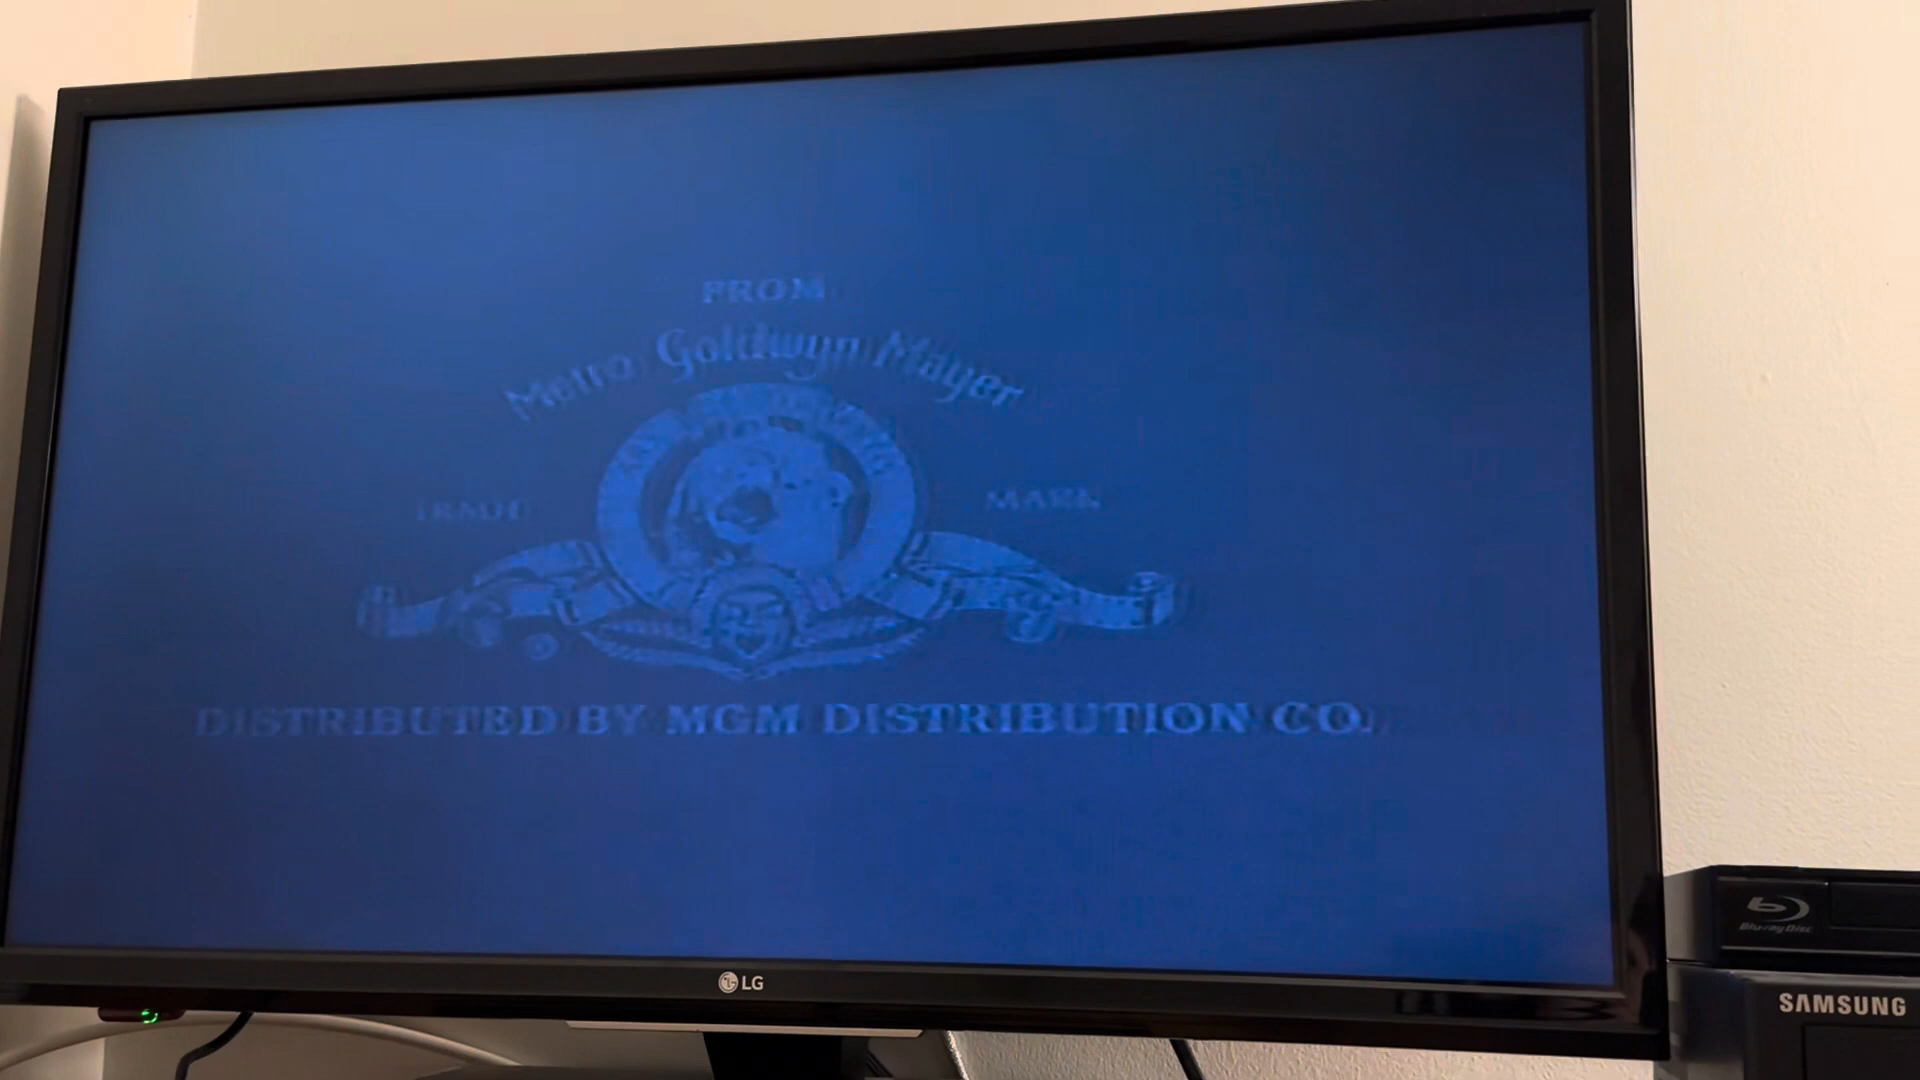 FROM
Metro Goldwyn Mayer
TRADE MARK
DISTRIBUTED BY MGM DISTRIBUTION CO.
LG
Blu-ray Disc
SAMSUNG